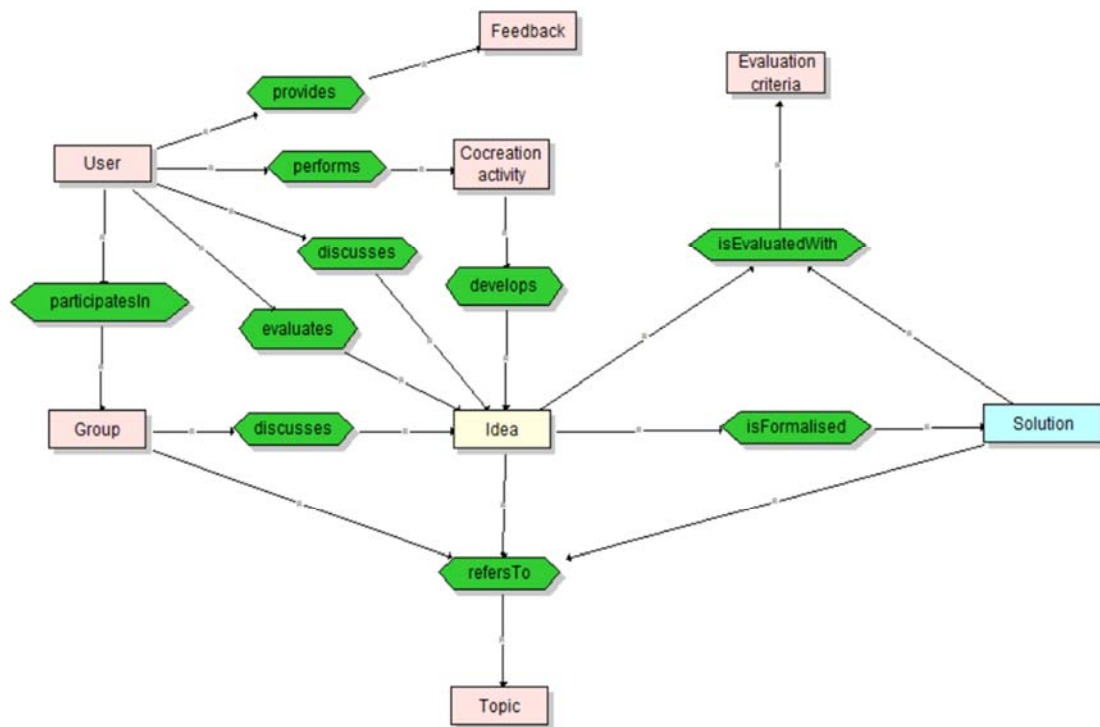 Feedback
Evaluation
criteria
provides
User
performs
Cocreation
activity
discusses
isEvaluatedWith
develops
participatesIn
evaluates
Group
discusses
Idea
isFormalised
Solution
refersTo
Topic